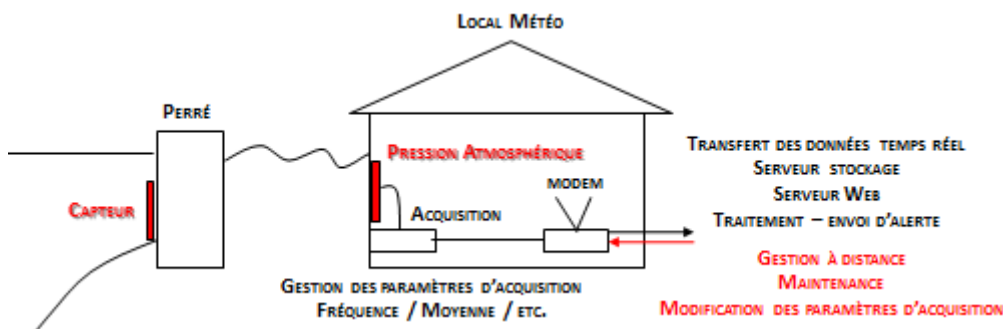 Local Météo
Perré
Pression Atmosphérique
Capteur
Modem
Acquisition
Transfert des données temps réel
Serveur stockage
Serveur Web
Traitement – envoi d'alerte
Gestion à distance
Maintenance
Modification des paramètres d'acquisition
Gestion des paramètres d'acquisition
Fréquence / Moyenne / etc.